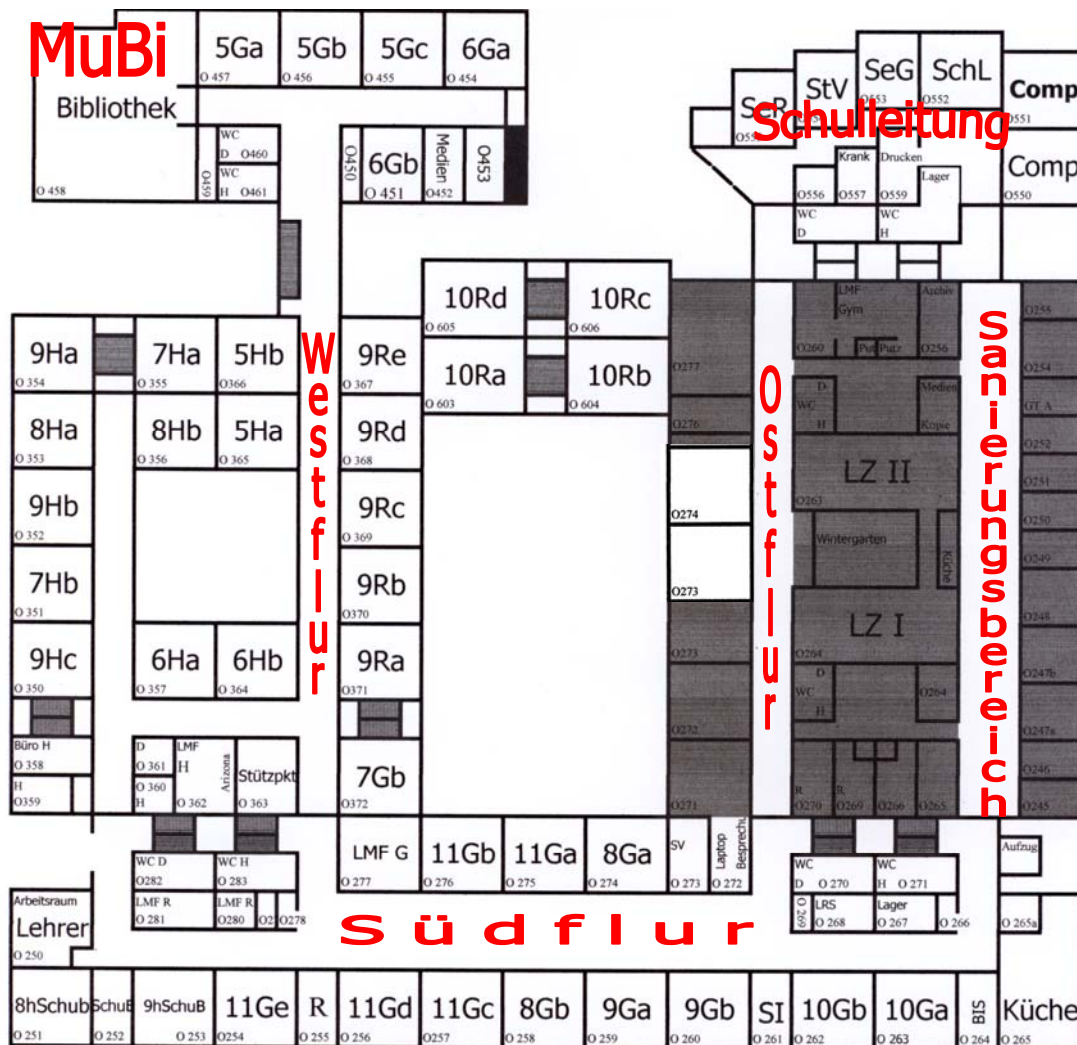 MuBi
5Ga 5Gb 5Gc 6Ga
O 457 O 456 O 455 O 454
Bibliothek
O 458
StV SeG SchL
O553 O552
Comp
O551
Schulleitung
WC
D O460
WC
H O461
O459
O450
6Gb
O 451
Medien
O452
O453
Krank Drucken
Lager
O556 O557 O559
Comp
O550
WC
D
WC
H
10Rd 10Rc
O 605 O 606
10Ra 10Rb
O 603 O 604
LMF
Gym
Archiv
O260 Putz O256
O255
O277
O254
9Ha 7Ha 5Hb 9Re
O 354 O 355 O366 O 367
8Ha 8Hb 5Ha 9Rd
O 353 O 356 O 365 O 368
9Hb 9Rc
O 352 O 369
7Hb 9Rb
O 351 O 370
9Hc 6Ha 6Hb 9Ra
O 350 O 357 O 364 O371
Westflur
Ostflur
Sanierungsbereich
O276
D
WC
H
Medien
Kopie
GT A
O252
LZ II
O263
O251
O274
O250
Wintergarten
Küche
O249
O273
LZ I
O264
O248
O273
D
WC
H
O264
O247b
O272
O247a
O246
O271
R
O270
R
O269 O266 O265
O245
Büro H
O 358
H
O359
D
O 361
O 360
H
LMF
H
O 362
Arizona
Stützpkt
O 363
7Gb
O372
LMF G 11Gb 11Ga 8Ga
O 277 O 276 O 275 O 274
SV
O 273
Laptop
O 272
WC D
O282
WC H
O 283
LMF R
O 281
LMF R
O280
O278
WC
D O 270
WC
H O 271
Aufzug
O 269
LRS
O 268
Lager
O 267
O 266
O 265a
Arbeitsraum
Lehrer
O 250
Südflur
8hSchub 9hSchuB 11Ge R 11Gd 11Gc 8Gb 9Ga 9Gb SI 10Gb 10Ga BIS Küche
O 251 O 252 O 253 O254 O 255 O 256 O257 O 258 O 259 O 260 O 261 O 262 O 263 O 264 O 265